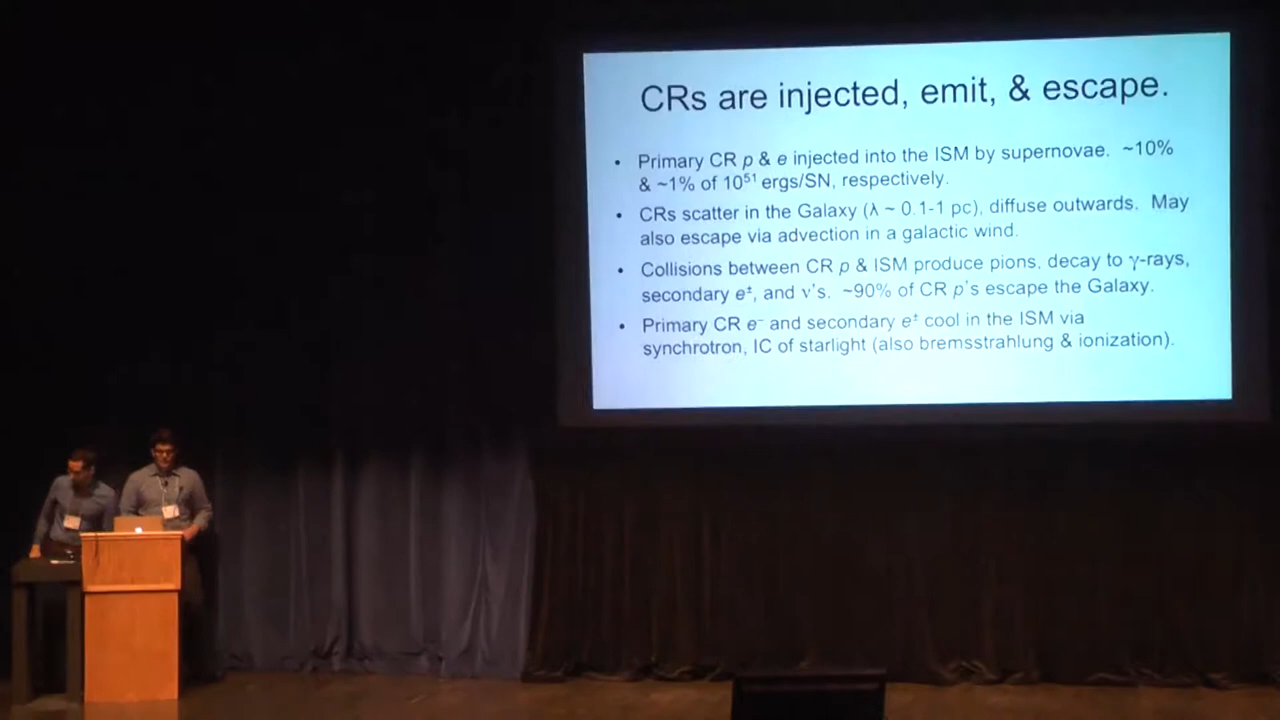 CRs are injected, emit, & escape.
• Primary CR p & e injected into the ISM by supernovae. ~10%
& ~1% of 10⁵¹ ergs/SN, respectively.
• CRs scatter in the Galaxy (λ ~ 0.1-1 pc), diffuse outwards. May
also escape via advection in a galactic wind.
• Collisions between CR p & ISM produce pions, decay to γ-rays,
secondary e±, and ν's. ~90% of CR p's escape the Galaxy.
• Primary CR e⁻ and secondary e± cool in the ISM via
synchrotron, IC of starlight (also bremsstrahlung & ionization).